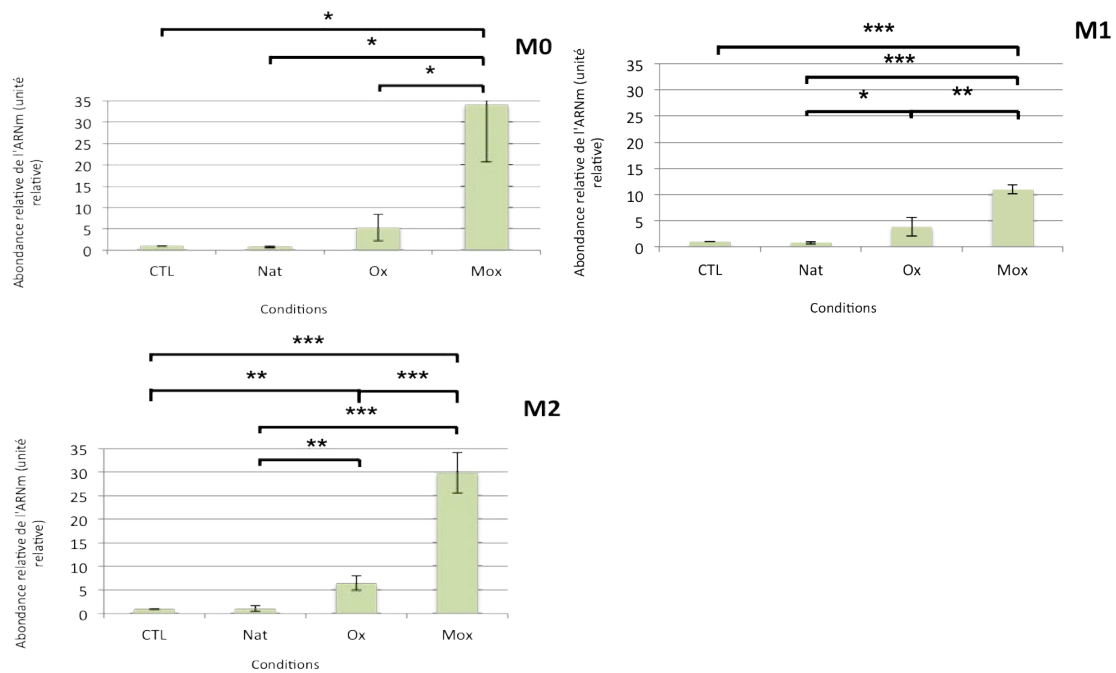 *
*
*
M0
Abondance relative de l'ARNm (unité
relative)
35
30
25
20
15
10
5
0
CTL Nat Ox Mox
Conditions
***
M1
***
* **
Abondance relative de l'ARNm (unité
relative)
35
30
25
20
15
10
5
0
CTL Nat Ox Mox
Conditions
***
** ***
M2
***
**
Abondance relative de l'ARNm (unité
relative)
35
30
25
20
15
10
5
0
CTL Nat Ox Mox
Conditions